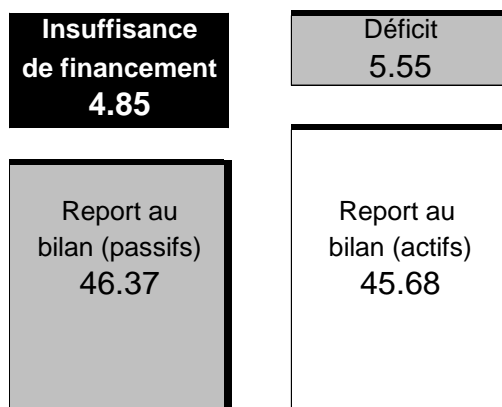 Insuffisance
de financement
4.85
Déficit
5.55
Report au
bilan (passifs)
46.37
Report au
bilan (actifs)
45.68